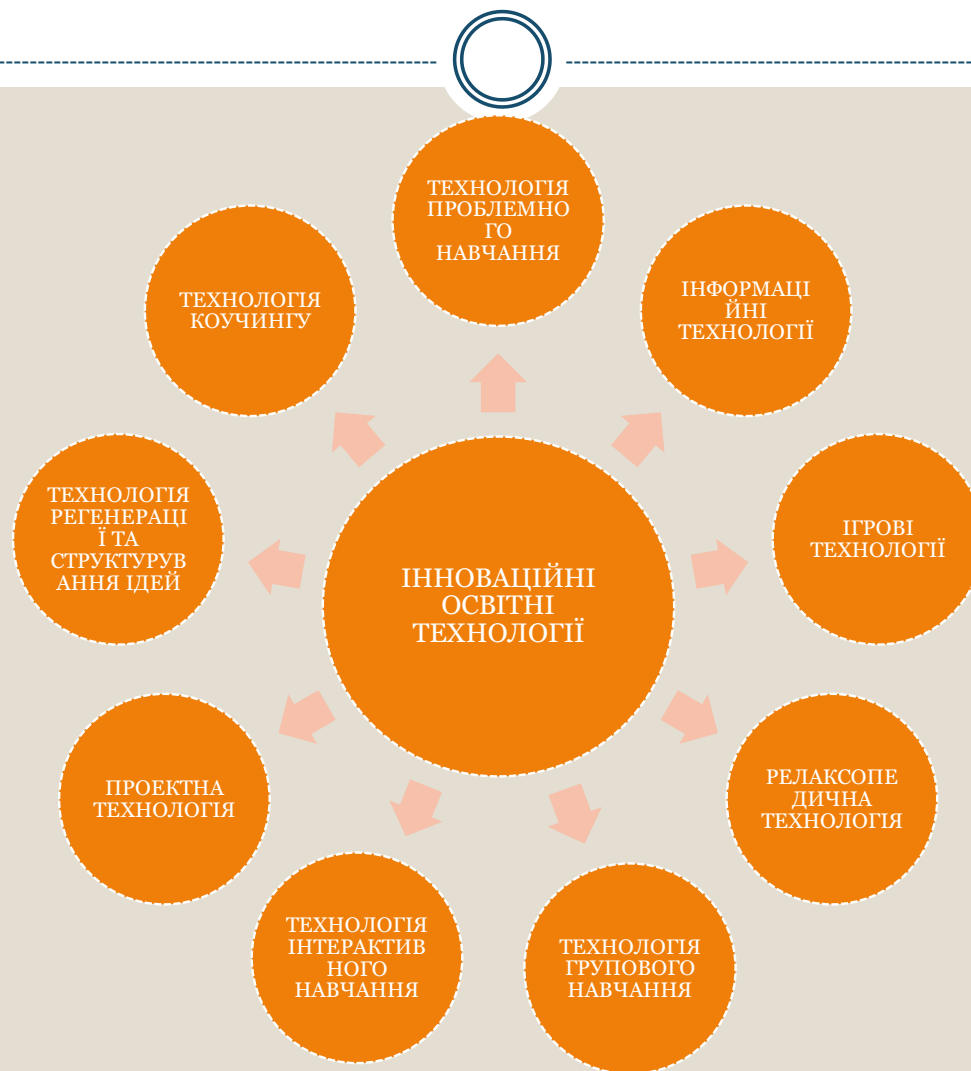 ТЕХНОЛОГІЯ
ПРОБЛЕМНО
ГО
НАВЧАННЯ
ІНФОРМАЦІ
ЙНІ
ТЕХНОЛОГІЇ
ІГРОВІ
ТЕХНОЛОГІЇ
РЕЛАКСОПЕ
ДИЧНА
ТЕХНОЛОГІЯ
ТЕХНОЛОГІЯ
ГРУПОВОГО
НАВЧАННЯ
ТЕХНОЛОГІЯ
ІНТЕРАКТИВ
НОГО
НАВЧАННЯ
ПРОЕКТНА
ТЕХНОЛОГІЯ
ТЕХНОЛОГІЯ
РЕГЕНЕРАЦІ
Ї ТА
СТРУКТУРУВ
АННЯ ІДЕЙ
ТЕХНОЛОГІЯ
КОУЧИНГУ
ІННОВАЦІЙНІ
ОСВІТНІ
ТЕХНОЛОГІЇ